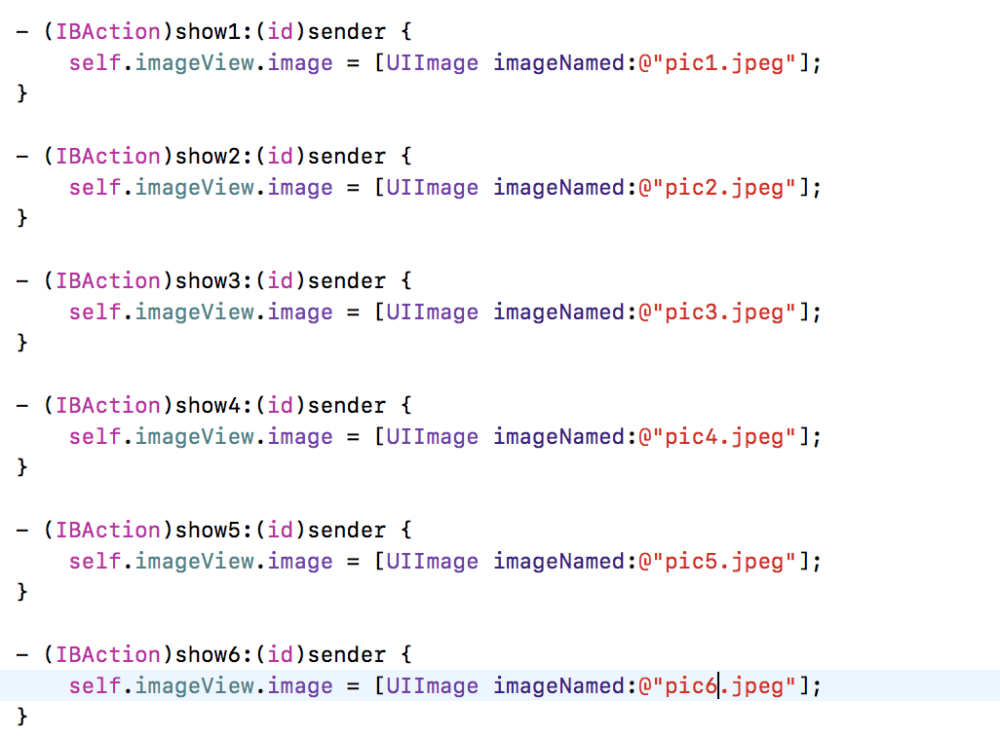 - (IBAction)show1:(id)sender {
    self.imageView.image = [UIImage imageNamed:@"pic1.jpeg"];
}

- (IBAction)show2:(id)sender {
    self.imageView.image = [UIImage imageNamed:@"pic2.jpeg"];
}

- (IBAction)show3:(id)sender {
    self.imageView.image = [UIImage imageNamed:@"pic3.jpeg"];
}

- (IBAction)show4:(id)sender {
    self.imageView.image = [UIImage imageNamed:@"pic4.jpeg"];
}

- (IBAction)show5:(id)sender {
    self.imageView.image = [UIImage imageNamed:@"pic5.jpeg"];
}

- (IBAction)show6:(id)sender {
    self.imageView.image = [UIImage imageNamed:@"pic6.jpeg"];
}